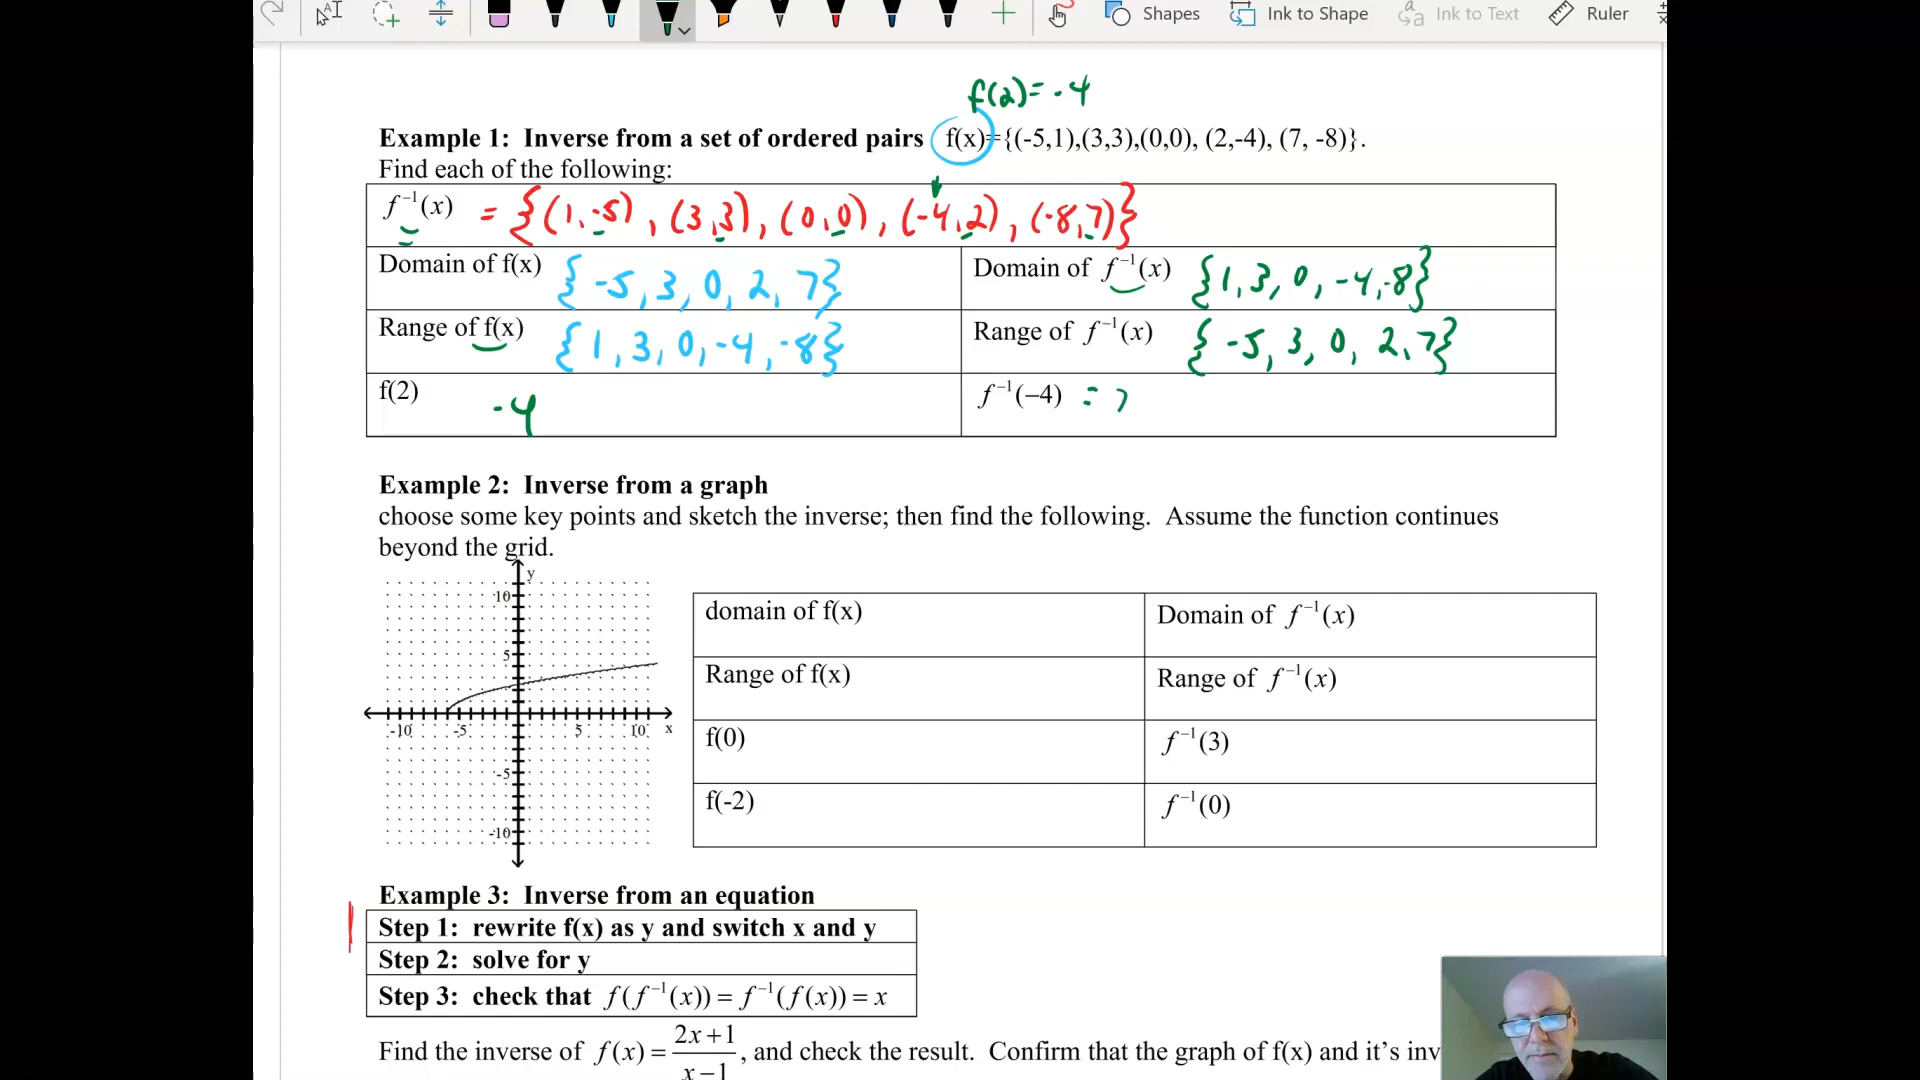 Shapes Ink to Shape Ink to Text Ruler
f(2)= -4
Example 1: Inverse from a set of ordered pairs f(x)={(-5,1),(3,3),(0,0), (2,-4), (7, -8)}.
Find each of the following:
f⁻¹(x) = {(1,-5), (3,3), (0,0), (-4,2), (-8,7)}
Domain of f(x) {-5, 3, 0, 2, 7}
Domain of f⁻¹(x) {1, 3, 0, -4, -8}
Range of f(x) {1, 3, 0, -4, -8}
Range of f⁻¹(x) {-5, 3, 0, 2, 7}
f(2) -4
f⁻¹(−4) =
Example 2: Inverse from a graph
choose some key points and sketch the inverse; then find the following. Assume the function continues
beyond the grid.
y
10
5
-10 -5 5 10 x
-5
-10
domain of f(x)
Domain of f⁻¹(x)
Range of f(x)
Range of f⁻¹(x)
f(0)
f⁻¹(3)
f(-2)
f⁻¹(0)
Example 3: Inverse from an equation
Step 1: rewrite f(x) as y and switch x and y
Step 2: solve for y
Step 3: check that f(f⁻¹(x)) = f⁻¹(f(x)) = x
Find the inverse of f(x) = (2x+1)/(x−1), and check the result. Confirm that the graph of f(x) and it's inv